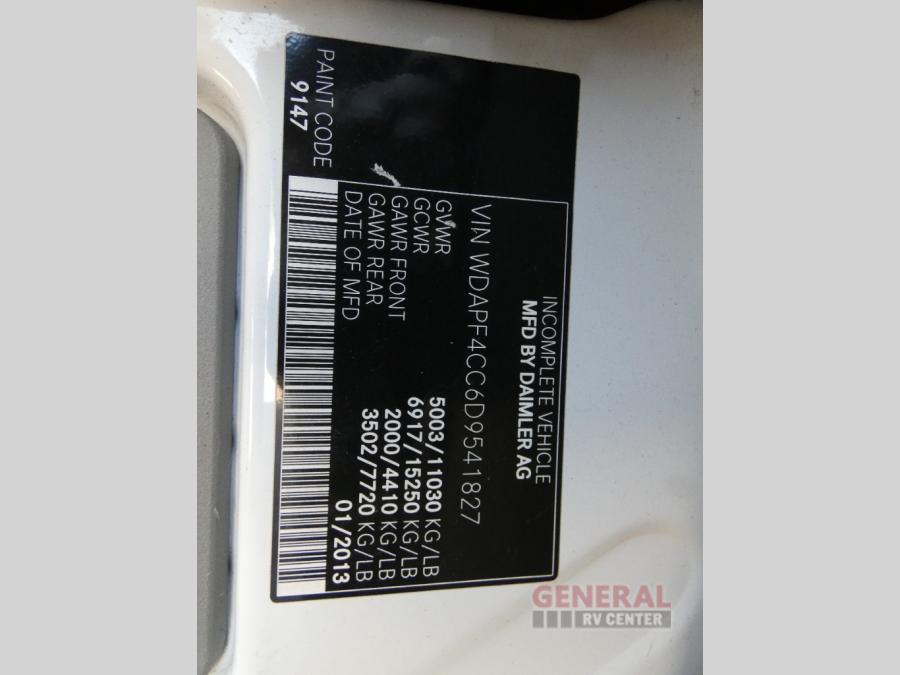 INCOMPLETE VEHICLE
MFD BY DAIMLER AG
VIN WDAPF4CC6D9541827
GVWR 5003/11030 KG/LB
GCWR 6917/15250 KG/LB
GAWR FRONT 2000/4410 KG/LB
GAWR REAR 3502/7720 KG/LB
DATE OF MFD 01/2013
PAINT CODE
9147
GENERAL
RV CENTER